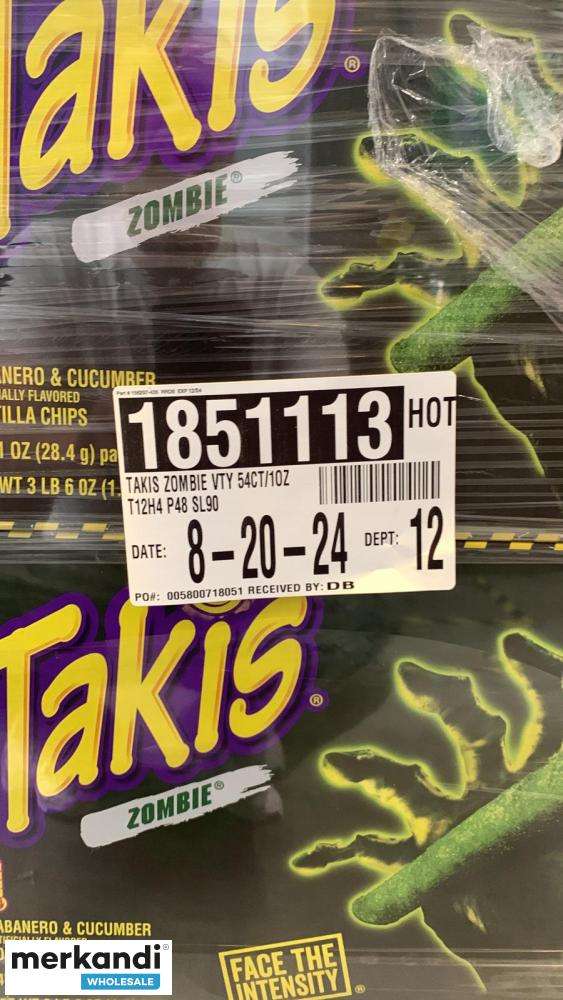 Takis®
ZOMBIE®
ANERO & CUCUMBER
IALLY FLAVORED
TILLA CHIPS
1 OZ (28.4 g) pa
WT 3 LB 6 OZ (1.
1851113 HOT
TAKIS ZOMBIE VTY 54CT/1OZ
T12H4 P48 SL90
DATE: 8-20-24 DEPT: 12
PO#: 005800718051 RECEIVED BY: DB
Takis®
ZOMBIE®
ABANERO & CUCUMBER
FACE THE
INTENSITY®
merkandi
WHOLESALE